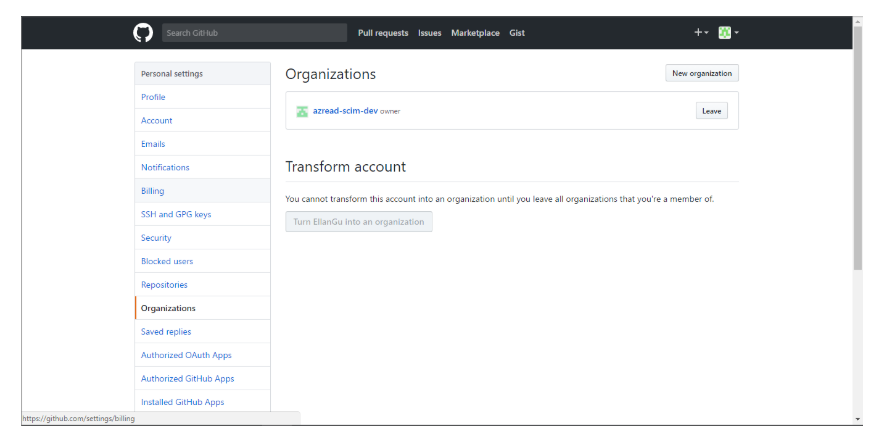 Search GitHub
Pull requests Issues Marketplace Gist
Personal settings
Profile
Account
Emails
Notifications
Billing
SSH and GPG keys
Security
Blocked users
Repositories
Organizations
Saved replies
Authorized OAuth Apps
Authorized GitHub Apps
Installed GitHub Apps
Organizations
New organization
azread-scim-dev owner
Leave
Transform account
You cannot transform this account into an organization until you leave all organizations that you're a member of.
Turn EllanGu into an organization
https://github.com/settings/billing